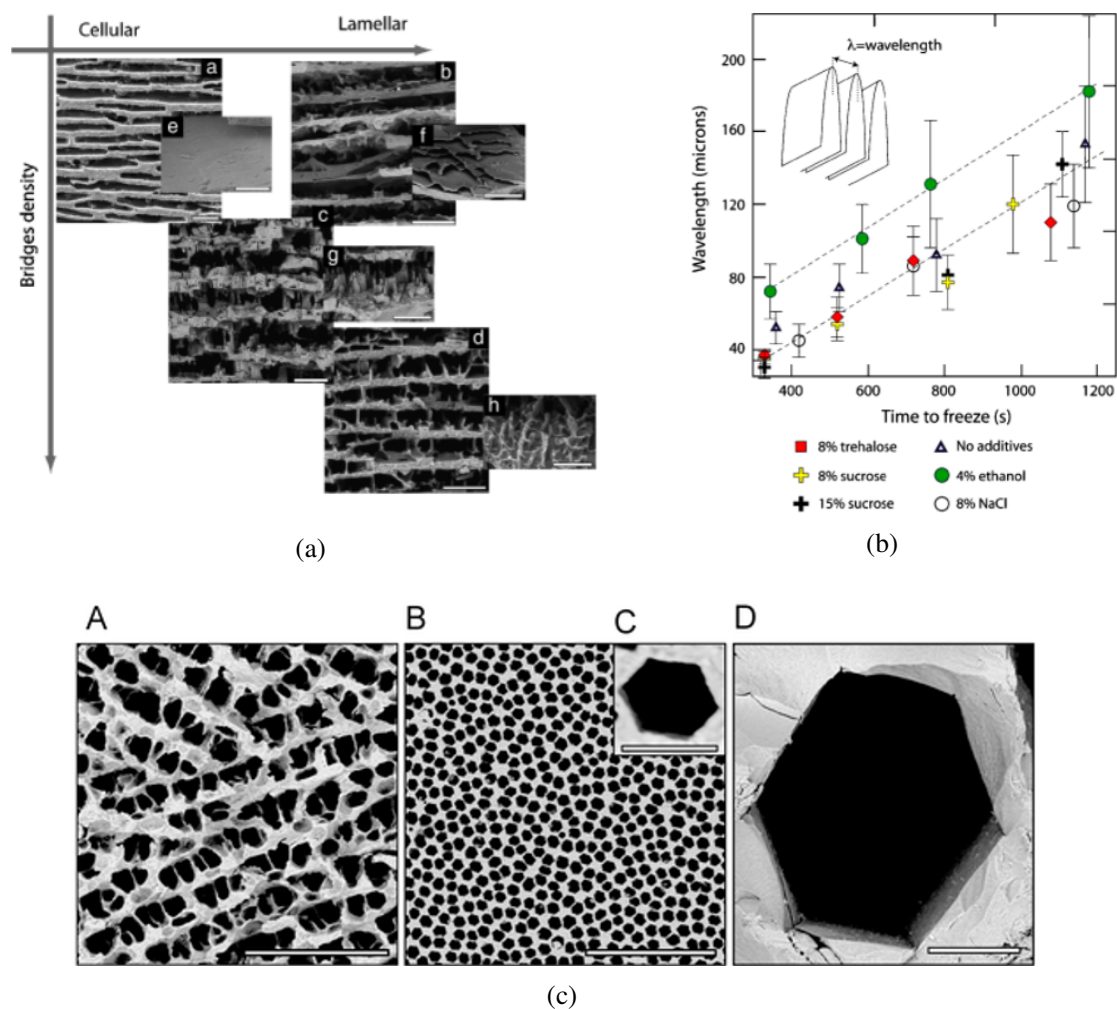 Cellular
Lamellar
Bridges density
a
b
e
f
c
g
d
h
(a)
λ=wavelength
Wavelength (microns)
200
160
120
80
40
400
600
800
1000
1200
Time to freeze (s)
8% trehalose
No additives
8% sucrose
4% ethanol
15% sucrose
8% NaCl
(b)
A
B
C
D
(c)